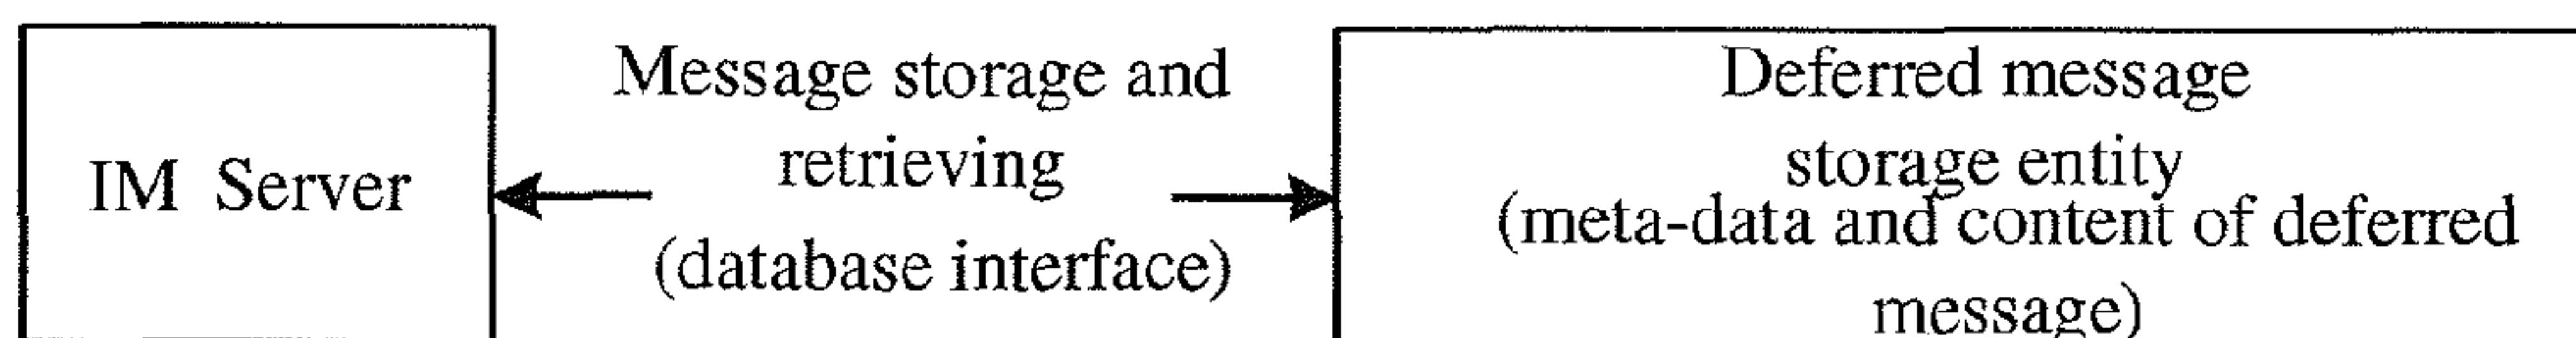 IM Server
Message storage and
retrieving
(database interface)
Deferred message
storage entity
(meta-data and content of deferred
message)